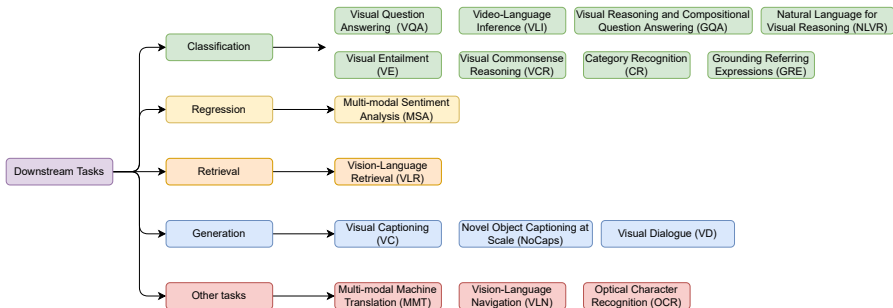 Visual Question
Answering (VQA)
Video-Language
Inference (VLI)
Visual Reasoning and Compositional
Question Answering (GQA)
Natural Language for
Visual Reasoning (NLVR)
Classification
Visual Entailment
(VE)
Visual Commonsense
Reasoning (VCR)
Category Recognition
(CR)
Grounding Referring
Expressions (GRE)
Regression
Multi-modal Sentiment
Analysis (MSA)
Downstream Tasks
Retrieval
Vision-Language
Retrieval (VLR)
Generation
Visual Captioning
(VC)
Novel Object Captioning at
Scale (NoCaps)
Visual Dialogue (VD)
Other tasks
Multi-modal Machine
Translation (MMT)
Vision-Language
Navigation (VLN)
Optical Character
Recognition (OCR)